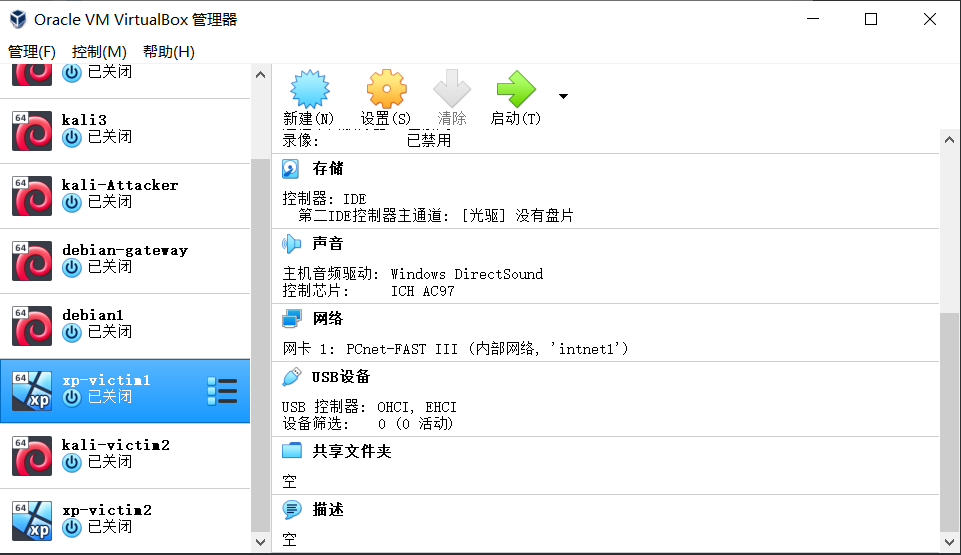 Oracle VM VirtualBox 管理器
管理(F) 控制(M) 帮助(H)
已关闭
64
kali3
已关闭
64
kali-Attacker
已关闭
64
debian-gateway
已关闭
64
debian1
已关闭
64
xp
xp-victim1
已关闭
64
kali-victim2
已关闭
64
xp
xp-victim2
已关闭
新建(N) 设置(S) 清除 启动(T)
录像: 已禁用
存储
控制器: IDE
第二IDE控制器主通道: [光驱] 没有盘片
声音
主机音频驱动: Windows DirectSound
控制芯片: ICH AC97
网络
网卡 1: PCnet-FAST III (内部网络, 'intnet1')
USB设备
USB 控制器: OHCI, EHCI
设备筛选: 0 (0 活动)
共享文件夹
空
描述
空